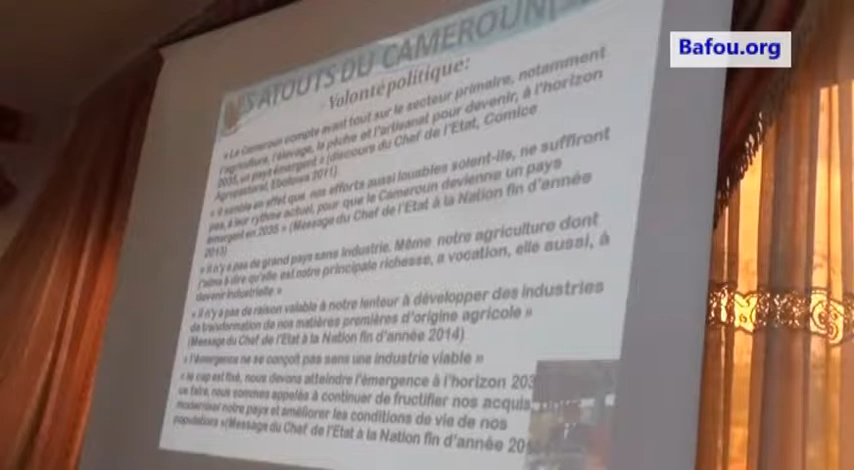 Bafou.org
LES ATOUTS DU CAMEROUN
- Volonté politique:
« Le Cameroun compte avant tout sur le secteur primaire, notamment
l'agriculture, l'élevage, la pêche et l'artisanat pour devenir, à l'horizon
2035, un pays émergent » (discours du Chef de l'Etat, Comice
Agropastoral, Ebolowa 2011)
« Il semble en effet que nos efforts aussi louables soient-ils, ne suffiront
pas, à leur rythme actuel, pour que le Cameroun devienne un pays
émergent en 2035 » (Message du Chef de l'Etat à la Nation fin d'année
2013)
« Il n'y a pas de grand pays sans industrie. Même notre agriculture dont
j'aime à dire qu'elle est notre principale richesse, a vocation, elle aussi, à
devenir industrielle »
« Il n'y a pas de raison valable à notre lenteur à développer des industries
de transformation de nos matières premières d'origine agricole »
(Message du Chef de l'Etat à la Nation fin d'année 2014)
« l'émergence ne se conçoit pas sans une industrie viable »
« le cap est fixé, nous devons atteindre l'émergence à l'horizon 203
ce faire, nous sommes appelés à continuer de fructifier nos acquis,
moderniser notre pays et améliorer les conditions de vie de nos
populations »(Message du Chef de l'Etat à la Nation fin d'année 20